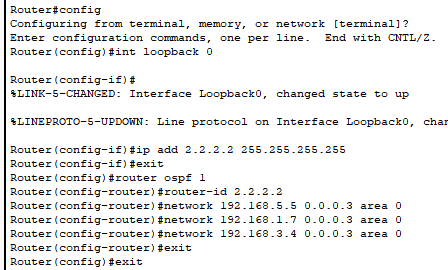 Router#config
Configuring from terminal, memory, or network [terminal]?
Enter configuration commands, one per line.  End with CNTL/Z.
Router(config)#int loopback 0
Router(config-if)#
%LINK-5-CHANGED: Interface Loopback0, changed state to up
%LINEPROTO-5-UPDOWN: Line protocol on Interface Loopback0,
Router(config-if)#ip add 2.2.2.2 255.255.255.255
Router(config-if)#exit
Router(config)#router ospf 1
Router(config-router)#router-id 2.2.2.2
Router(config-router)#network 192.168.5.5 0.0.0.3 area 0
Router(config-router)#network 192.168.1.7 0.0.0.3 area 0
Router(config-router)#network 192.168.3.4 0.0.0.3 area 0
Router(config-router)#exit
Router(config)#exit